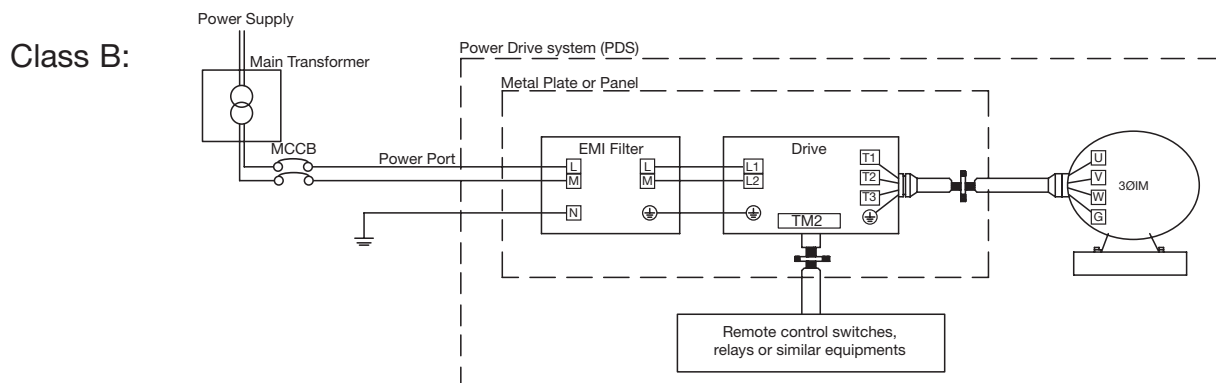 Class B:
Power Supply
Main Transformer
MCCB
Power Port
Power Drive system (PDS)
Metal Plate or Panel
EMI Filter
L
M
N
L
M
Drive
L1
L2
T1
T2
T3
TM2
U
V
W
G
3ØIM
Remote control switches,
relays or similar equipments